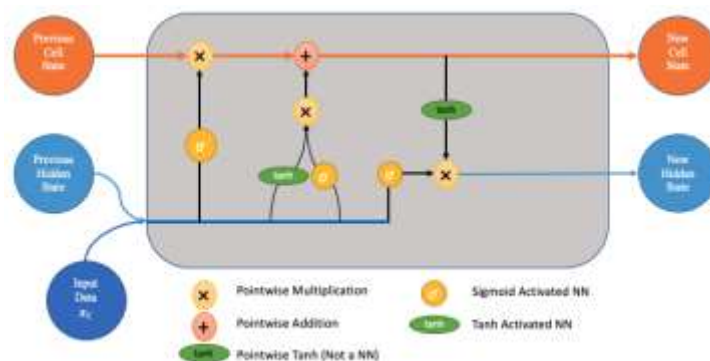 Previous
Cell
State
New
Cell
State
×
+
×
tanh
σ
Previous
Hidden
State
tanh
σ
σ
×
New
Hidden
State
Input
Data
×
Pointwise Multiplication
σ
Sigmoid Activated NN
+
Pointwise Addition
tanh
Tanh Activated NN
tanh
Pointwise Tanh (Not a NN)